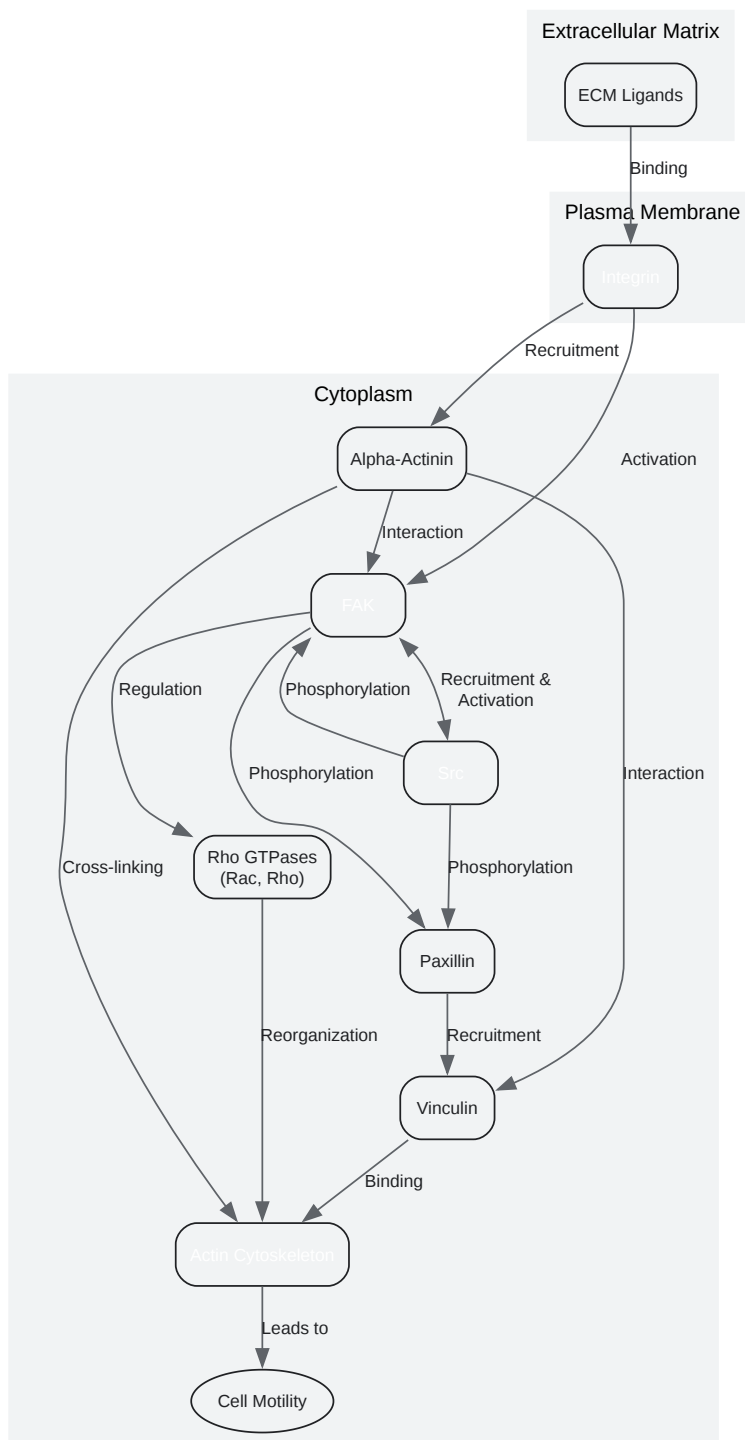 Extracellular Matrix
ECM Ligands
Binding
Plasma Membrane
Integrin
Recruitment
Cytoplasm
Alpha-Actinin
Activation
Interaction
FAK
Regulation
Phosphorylation
Recruitment &
Activation
Phosphorylation
Src
Interaction
Cross-linking
Rho GTPases
(Rac, Rho)
Phosphorylation
Paxillin
Reorganization
Recruitment
Vinculin
Binding
Actin Cytoskeleton
Leads to
Cell Motility